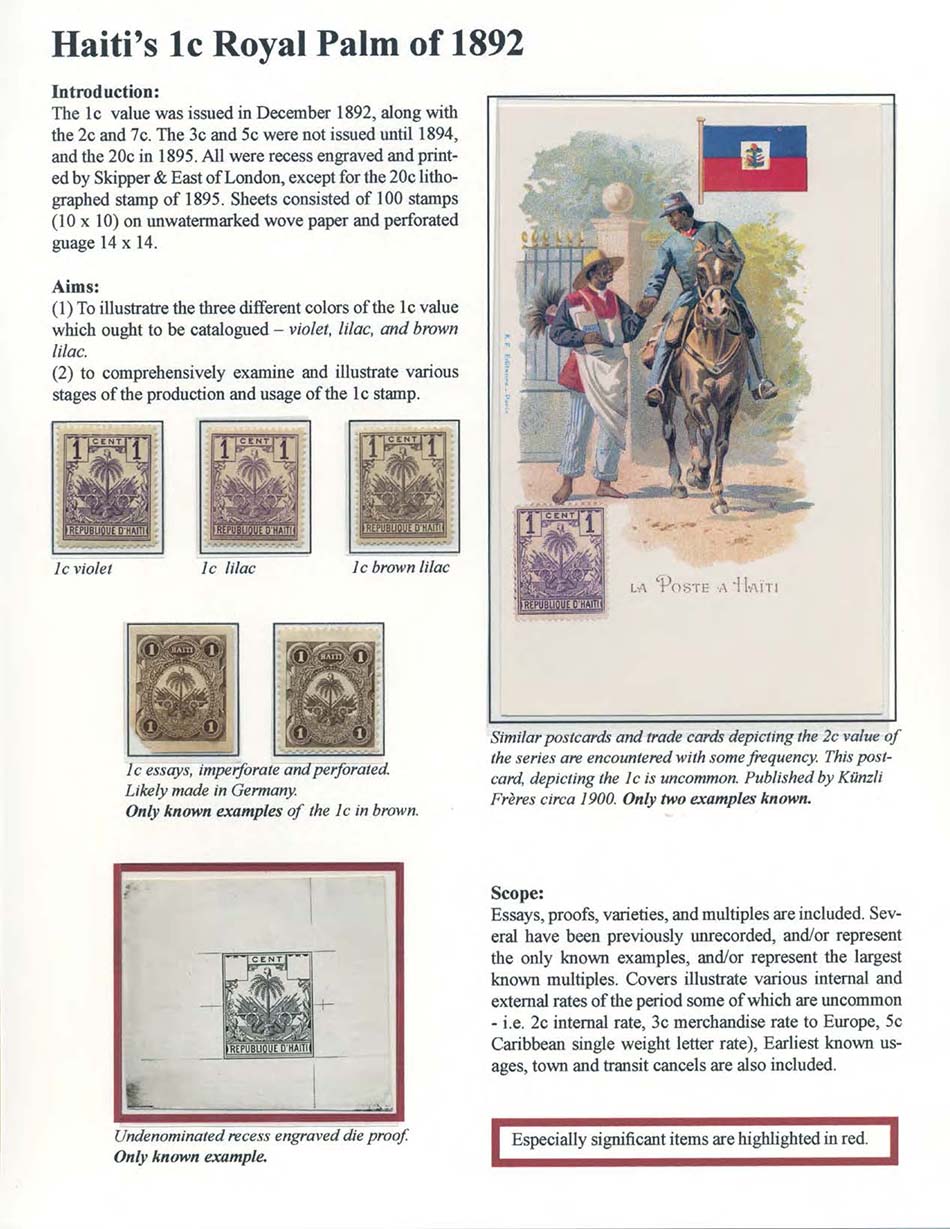 Haiti's 1c Royal Palm of 1892
Introduction:
The 1c value was issued in December 1892, along with
the 2c and 7c. The 3c and 5c were not issued until 1894,
and the 20c in 1895. All were recess engraved and print-
ed by Skipper & East of London, except for the 20c litho-
graphed stamp of 1895. Sheets consisted of 100 stamps
(10 x 10) on unwatermarked wove paper and perforated
guage 14 x 14.
Aims:
(1) To illustratre the three different colors of the 1c value
which ought to be catalogued – violet, lilac, and brown
lilac.
(2) to comprehensively examine and illustrate various
stages of the production and usage of the 1c stamp.
1 CENT 1
REPUBLIQUE D'HAITI
1c violet
1 CENT 1
REPUBLIQUE D'HAITI
1c lilac
1 CENT 1
REPUBLIQUE D'HAITI
1c brown lilac
1 HAITI 1
1 1
1 HAITI 1
1 1
1c essays, imperforate and perforated.
Likely made in Germany.
Only known examples of the 1c in brown.
CENT
REPUBLIQUE D'HAITI
Undenominated recess engraved die proof.
Only known example.
Editeurs - Paris
1 CENT 1
REPUBLIQUE D'HAITI
LA POSTE A HAÏTI
Similar postcards and trade cards depicting the 2c value of
the series are encountered with some frequency. This post-
card, depicting the 1c is uncommon. Published by Künzli
Frères circa 1900. Only two examples known.
Scope:
Essays, proofs, varieties, and multiples are included. Sev-
eral have been previously unrecorded, and/or represent
the only known examples, and/or represent the largest
known multiples. Covers illustrate various internal and
external rates of the period some of which are uncommon
- i.e. 2c internal rate, 3c merchandise rate to Europe, 5c
Caribbean single weight letter rate), Earliest known us-
ages, town and transit cancels are also included.
Especially significant items are highlighted in red.